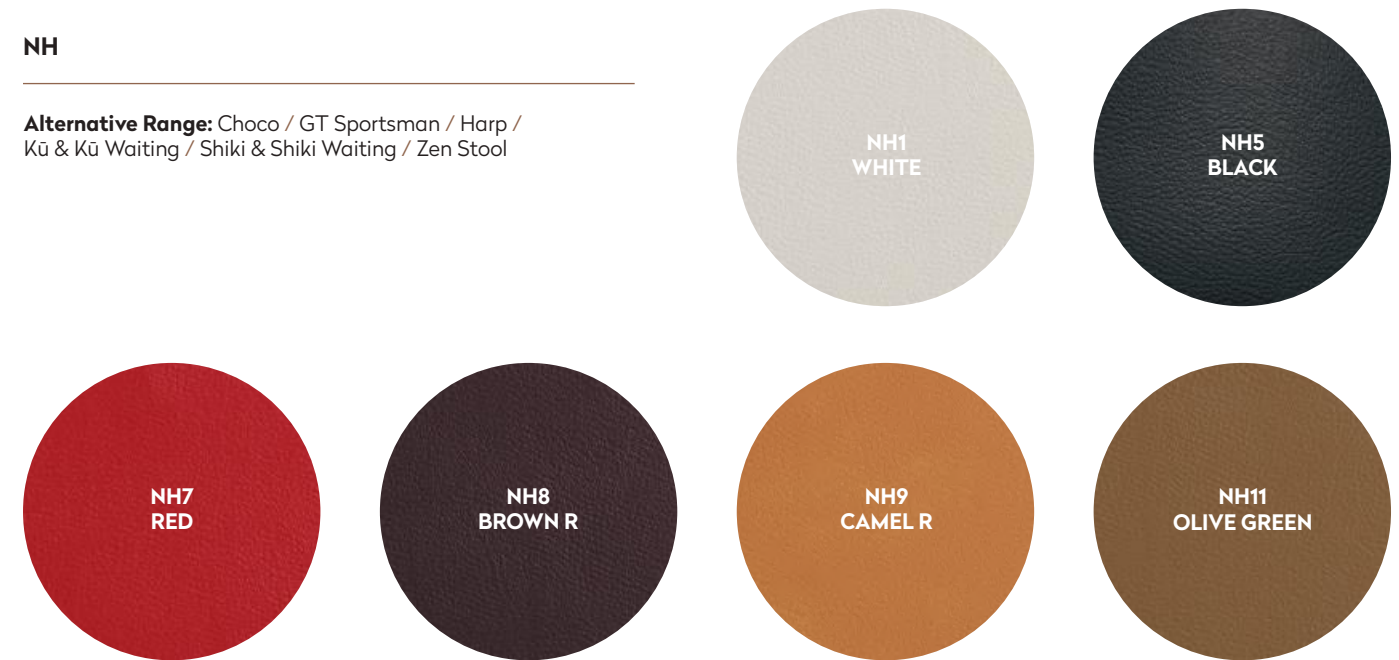 NH
Alternative Range: Choco / GT Sportsman / Harp /
Kū & Kū Waiting / Shiki & Shiki Waiting / Zen Stool
NH1
WHITE
NH5
BLACK
NH7
RED
NH8
BROWN R
NH9
CAMEL R
NH11
OLIVE GREEN